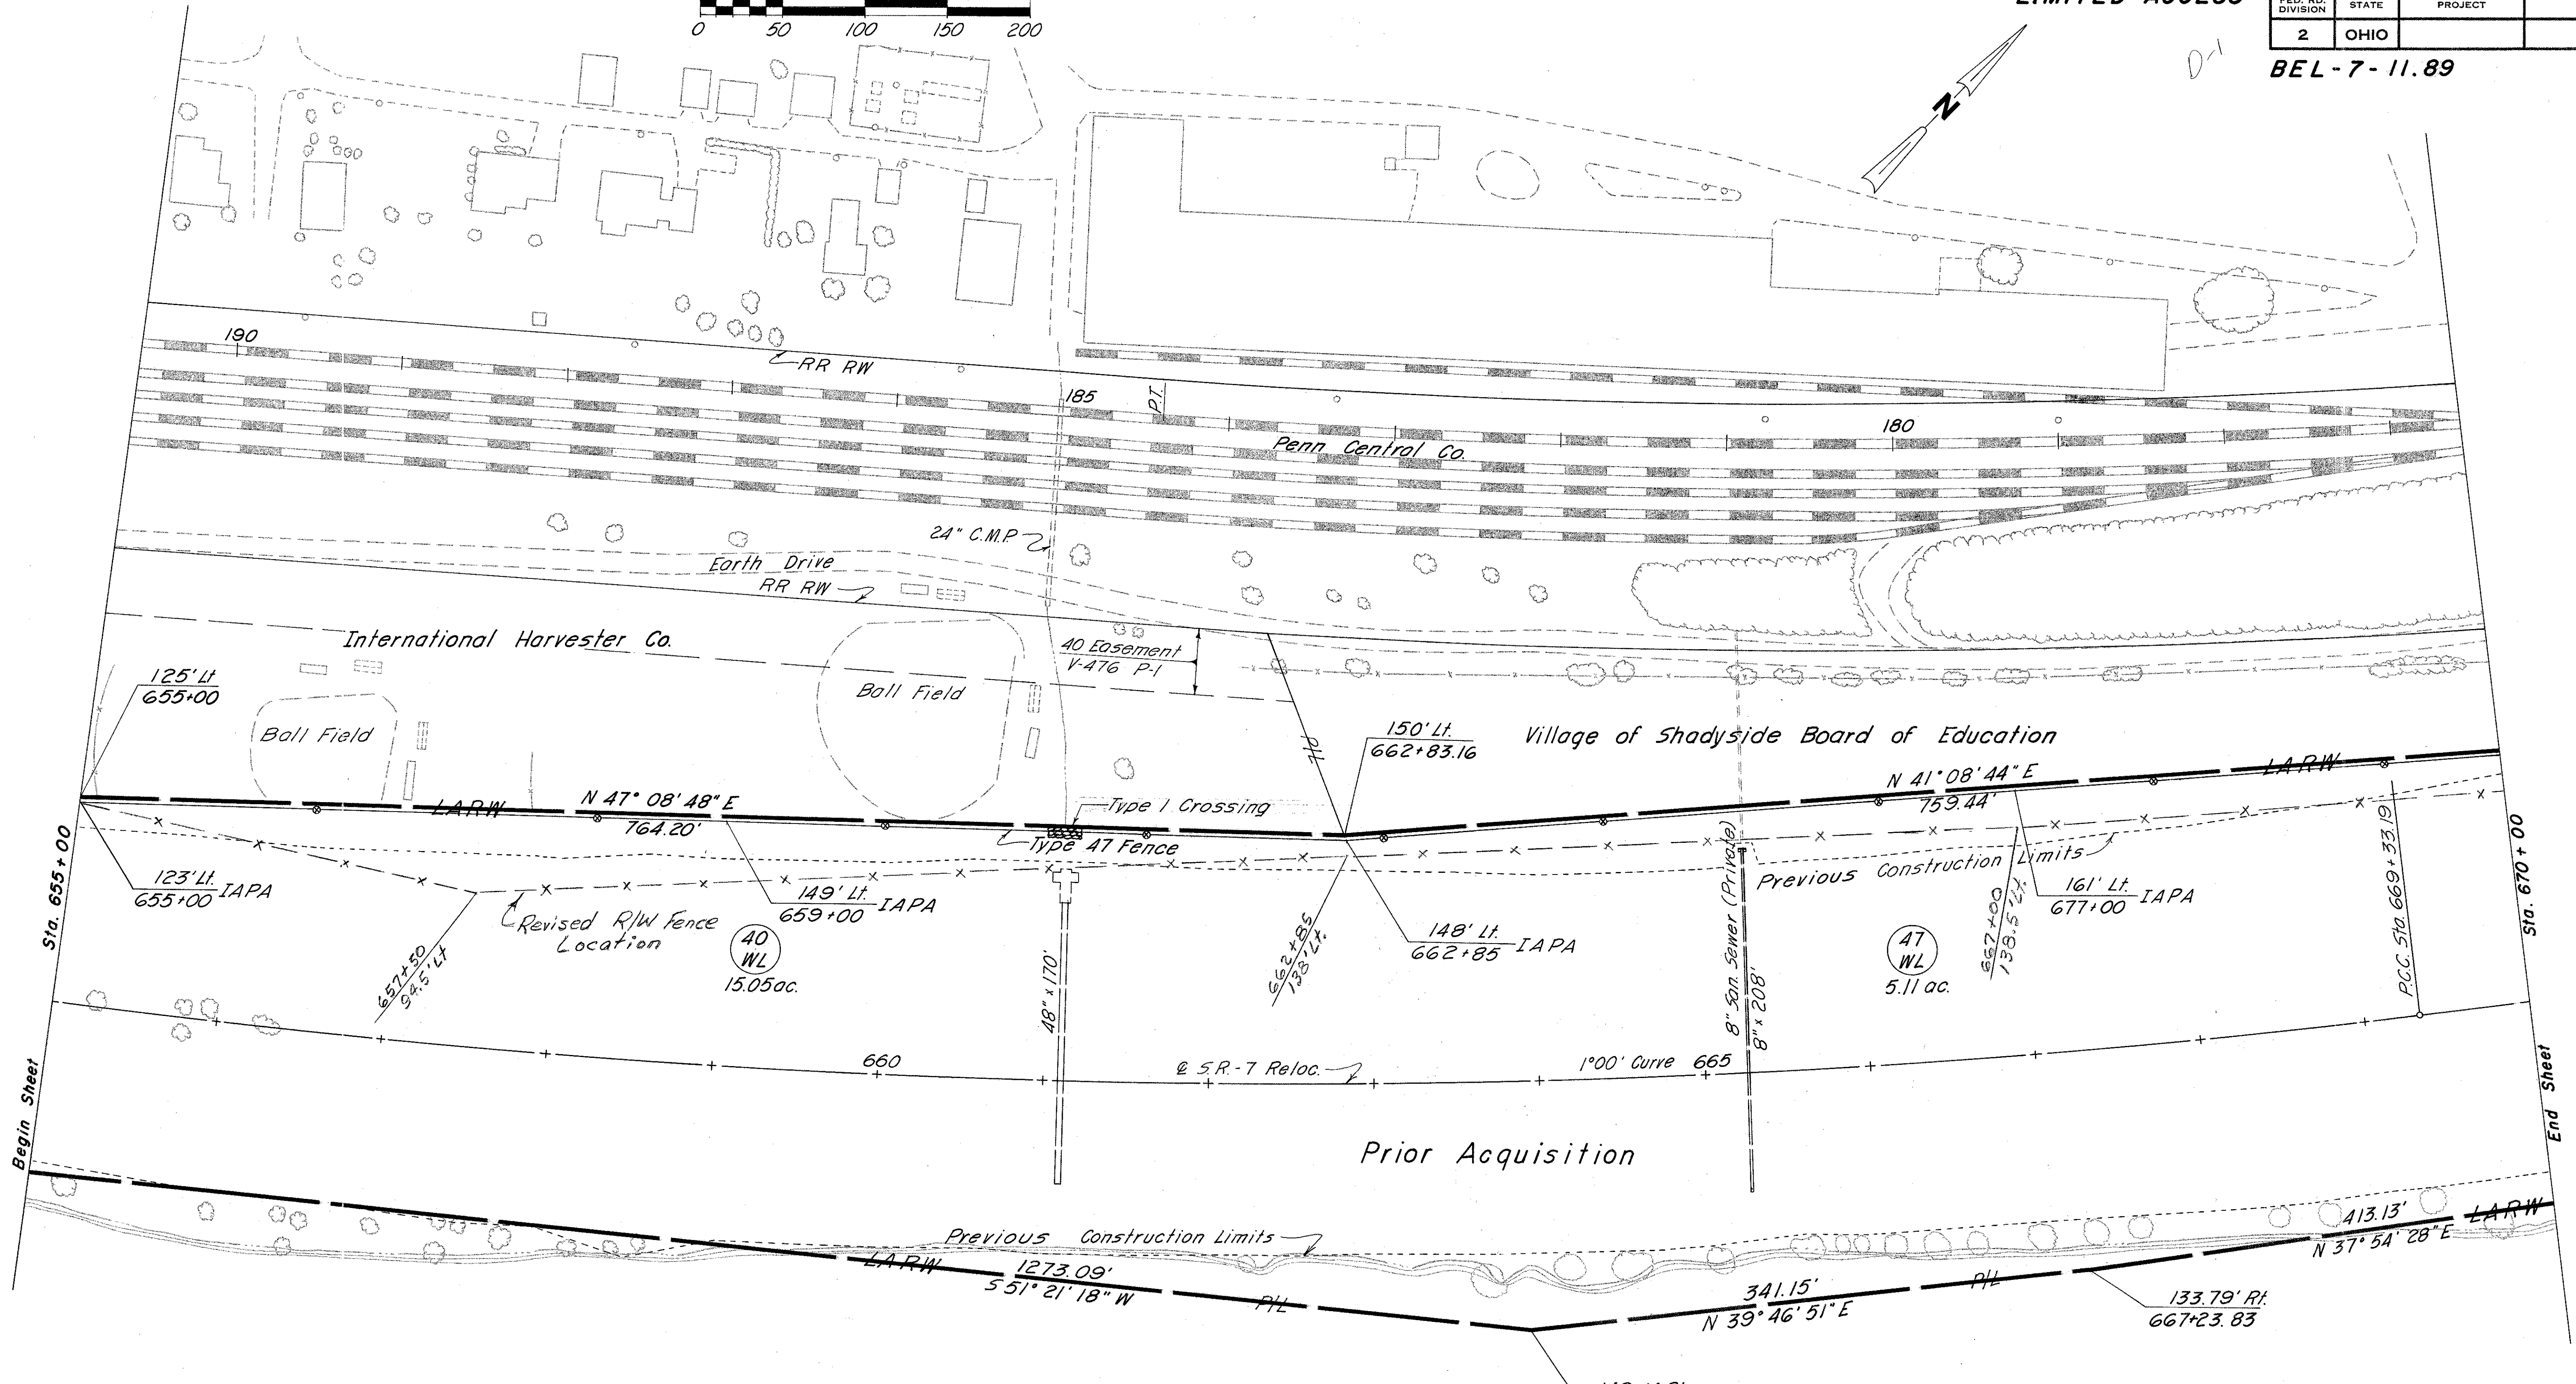 0 50 100 150 200
FED. RD.
DIVISION
STATE
PROJECT
2
OHIO
D-1
BEL-7-11.89
N
190
RR RW
185
P.T.
Penn Central Co.
180
24" C.M.P
Earth Drive
RR RW
International Harvester Co.
40 Easement
V-476 P-1
125' Lt
655+00
Ball Field
Ball Field
P/L
150' Lt.
662+83.16
Village of Shadyside Board of Education
LARW
N 47° 08' 48" E
764.20'
Type 1 Crossing
Type 47 Fence
N 41° 08' 44" E
759.44'
LARW
Sta. 655+00
123' Lt.
655+00
IAPA
Revised R/W Fence
Location
657+50
94.5' Lt
149' Lt.
659+00
IAPA
40
WL
15.05 ac.
48" x 170'
662+85
138' Lt.
148' Lt.
662+85
IAPA
8" San. Sewer (Private)
8" x 208'
Previous Construction Limits
47
WL
5.11 ac.
667+00
138.5' Lt.
161' Lt.
677+00
IAPA
P.C.C. Sta. 669+33.19
Sta. 670+00
660
℄ S.R.-7 Reloc.
1°00' Curve
665
Begin Sheet
End Sheet
Prior Acquisition
Previous Construction Limits
LARW
1273.09'
S 51° 21' 18" W
P/L
341.15'
N 39° 46' 51" E
P/L
133.79' Rt.
667+23.83
413.13'
N 37° 54' 28" E
LARW